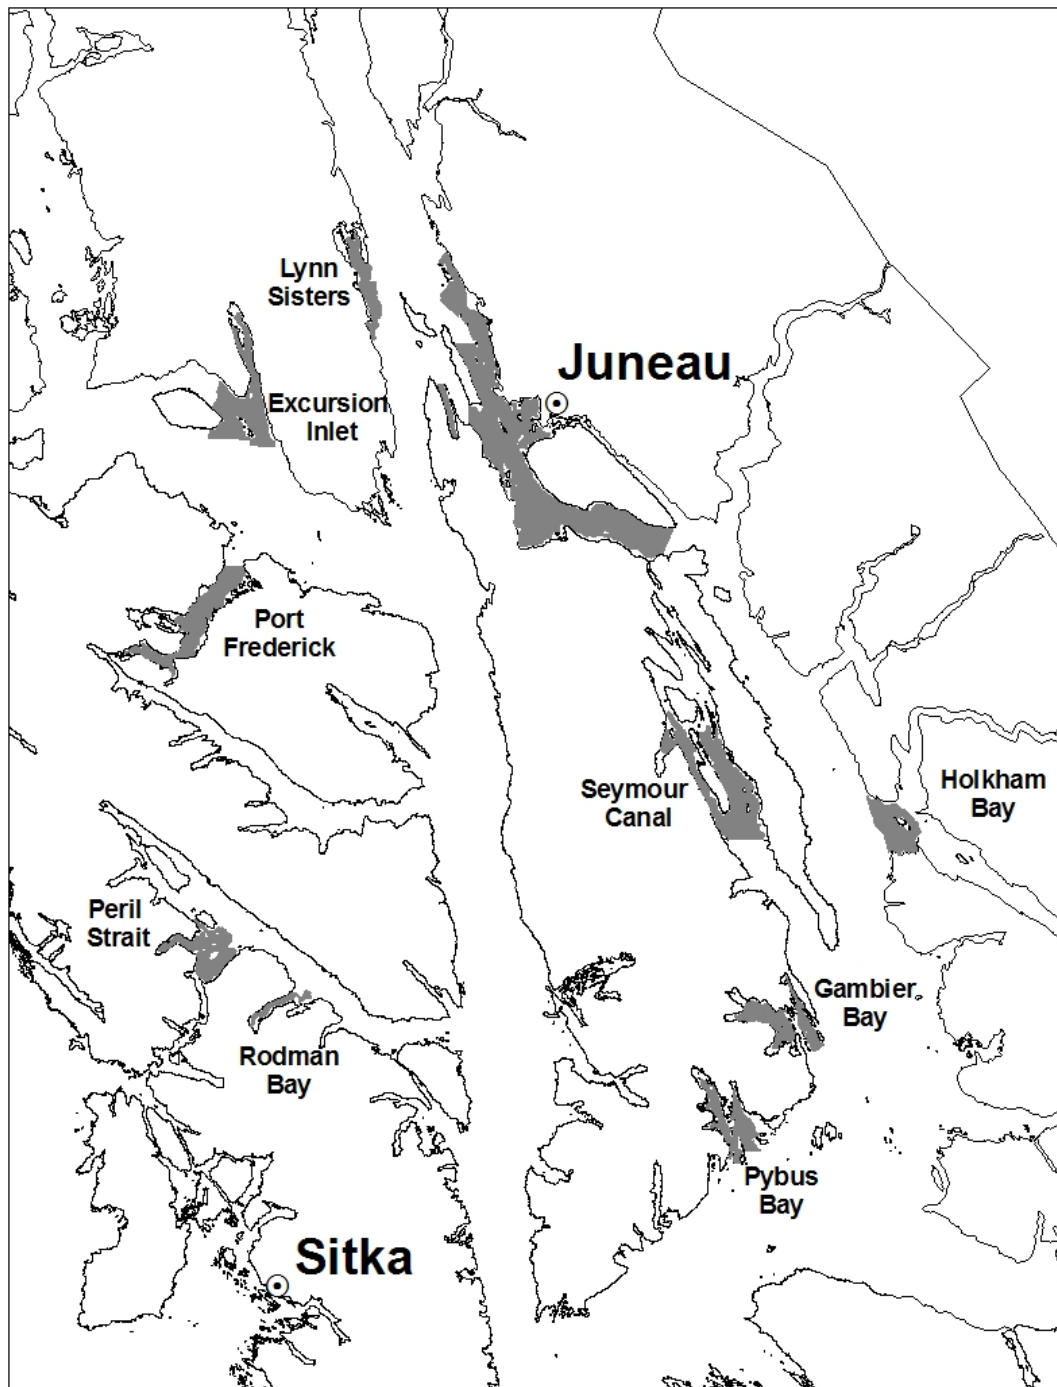 Lynn
Sisters
Juneau
Excursion
Inlet
Port
Frederick
Seymour
Canal
Holkham
Bay
Peril
Strait
Gambier
Bay
Rodman
Bay
Pybus
Bay
Sitka